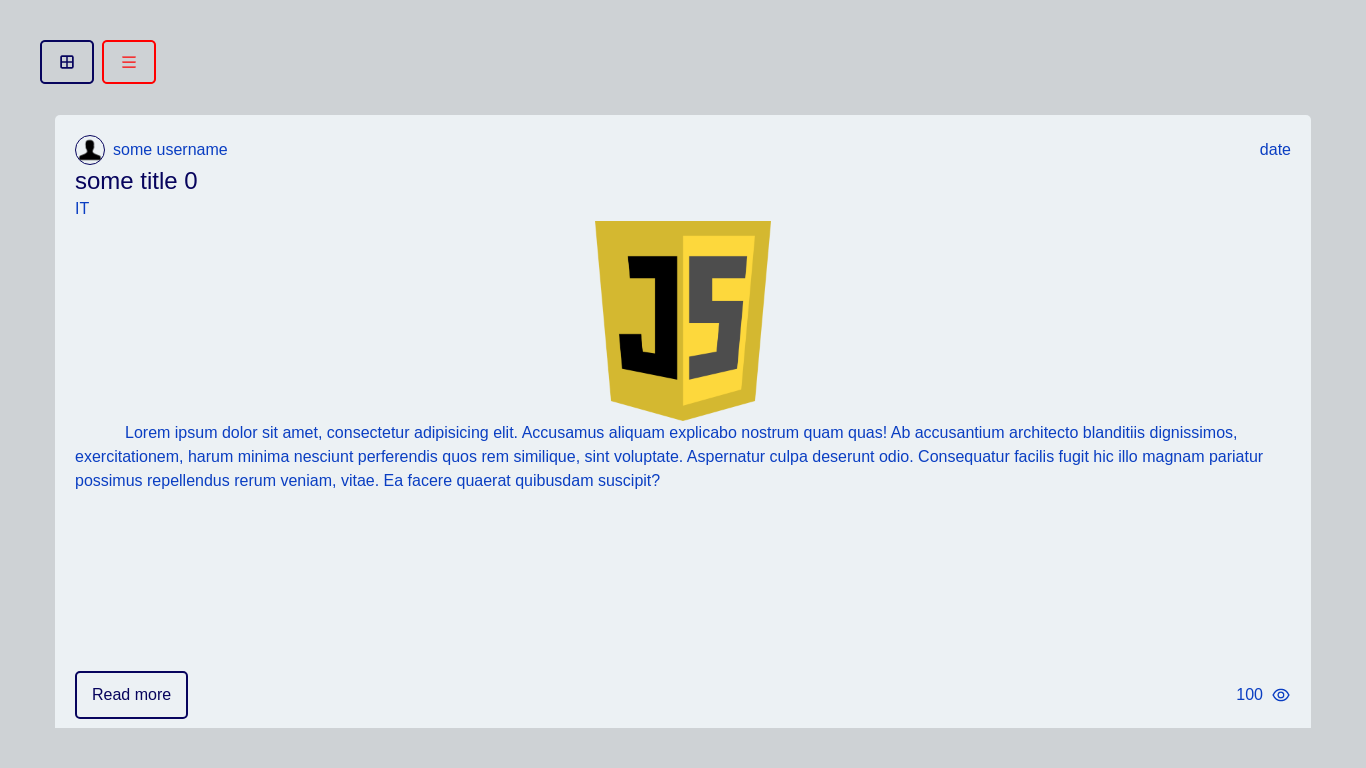 some username
date
some title 0
IT
JS
Lorem ipsum dolor sit amet, consectetur adipisicing elit. Accusamus aliquam explicabo nostrum quam quas! Ab accusantium architecto blanditiis dignissimos,
exercitationem, harum minima nesciunt perferendis quos rem similique, sint voluptate. Aspernatur culpa deserunt odio. Consequatur facilis fugit hic illo magnam pariatur
possimus repellendus rerum veniam, vitae. Ea facere quaerat quibusdam suscipit?
Read more
100